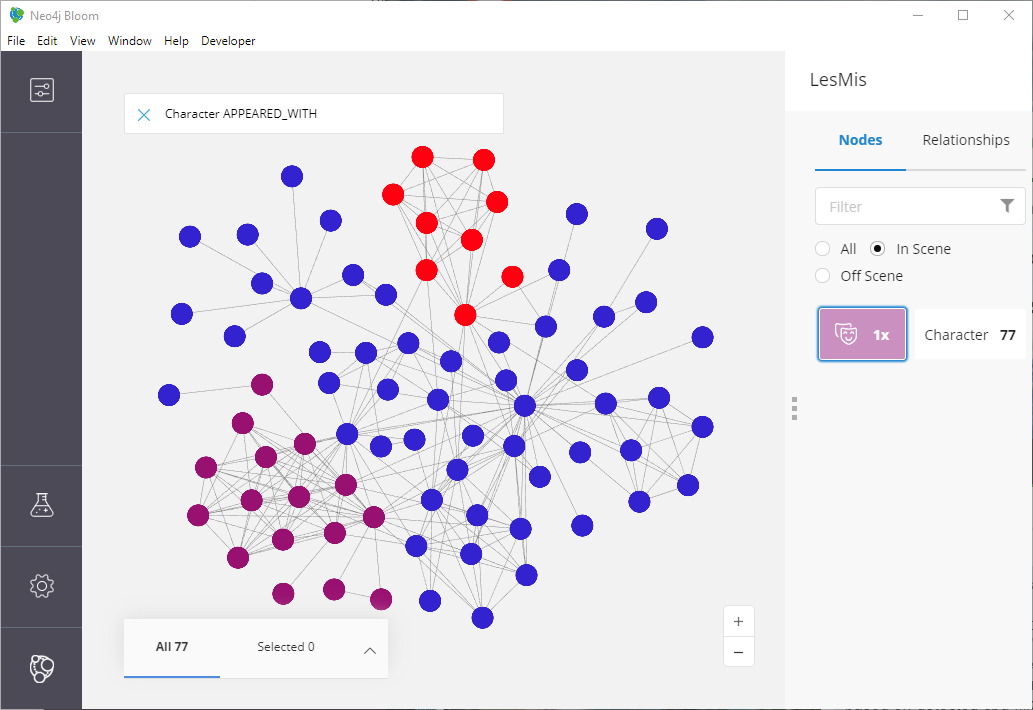 Neo4j Bloom
File Edit View Window Help Developer
Character APPEARED_WITH
LesMis
Nodes Relationships
Filter
All In Scene
Off Scene
1x Character 77
All 77 Selected 0
+
−